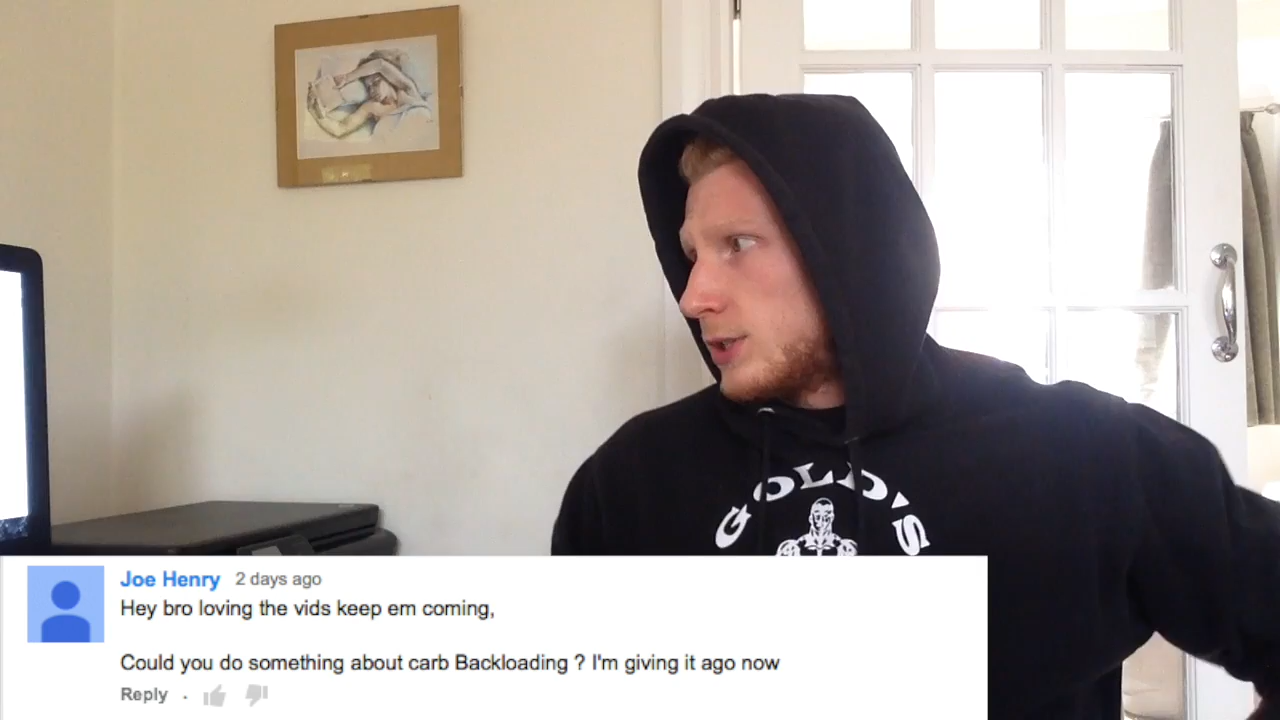 GOLD'S
Joe Henry 2 days ago
Hey bro loving the vids keep em coming,
Could you do something about carb Backloading ? I'm giving it ago now
Reply .